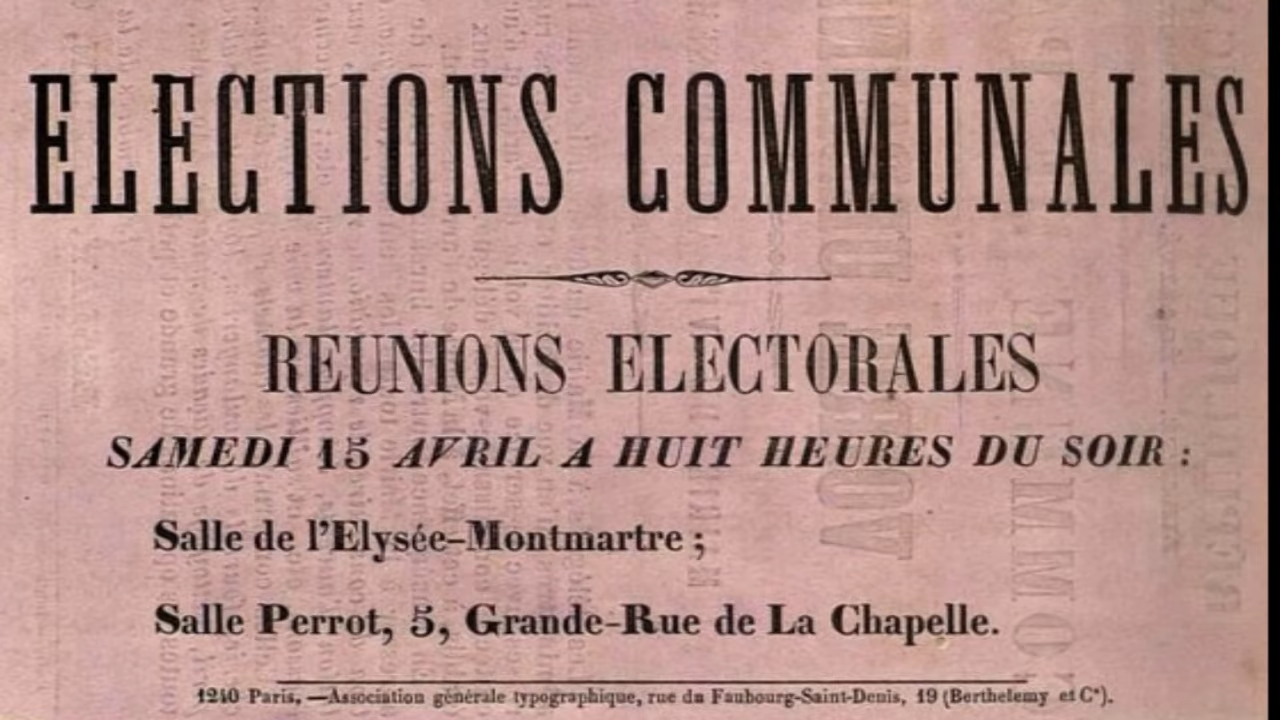 ELECTIONS COMMUNALES
REUNIONS ELECTORALES
SAMEDI 15 AVRIL A HUIT HEURES DU SOIR :
Salle de l'Elysée-Montmartre ;
Salle Perrot, 5, Grande-Rue de La Chapelle.
1210 Paris, —Association générale typographique, rue du Faubourg-Saint-Denis, 19 (Berthelemy et Cᵉ).